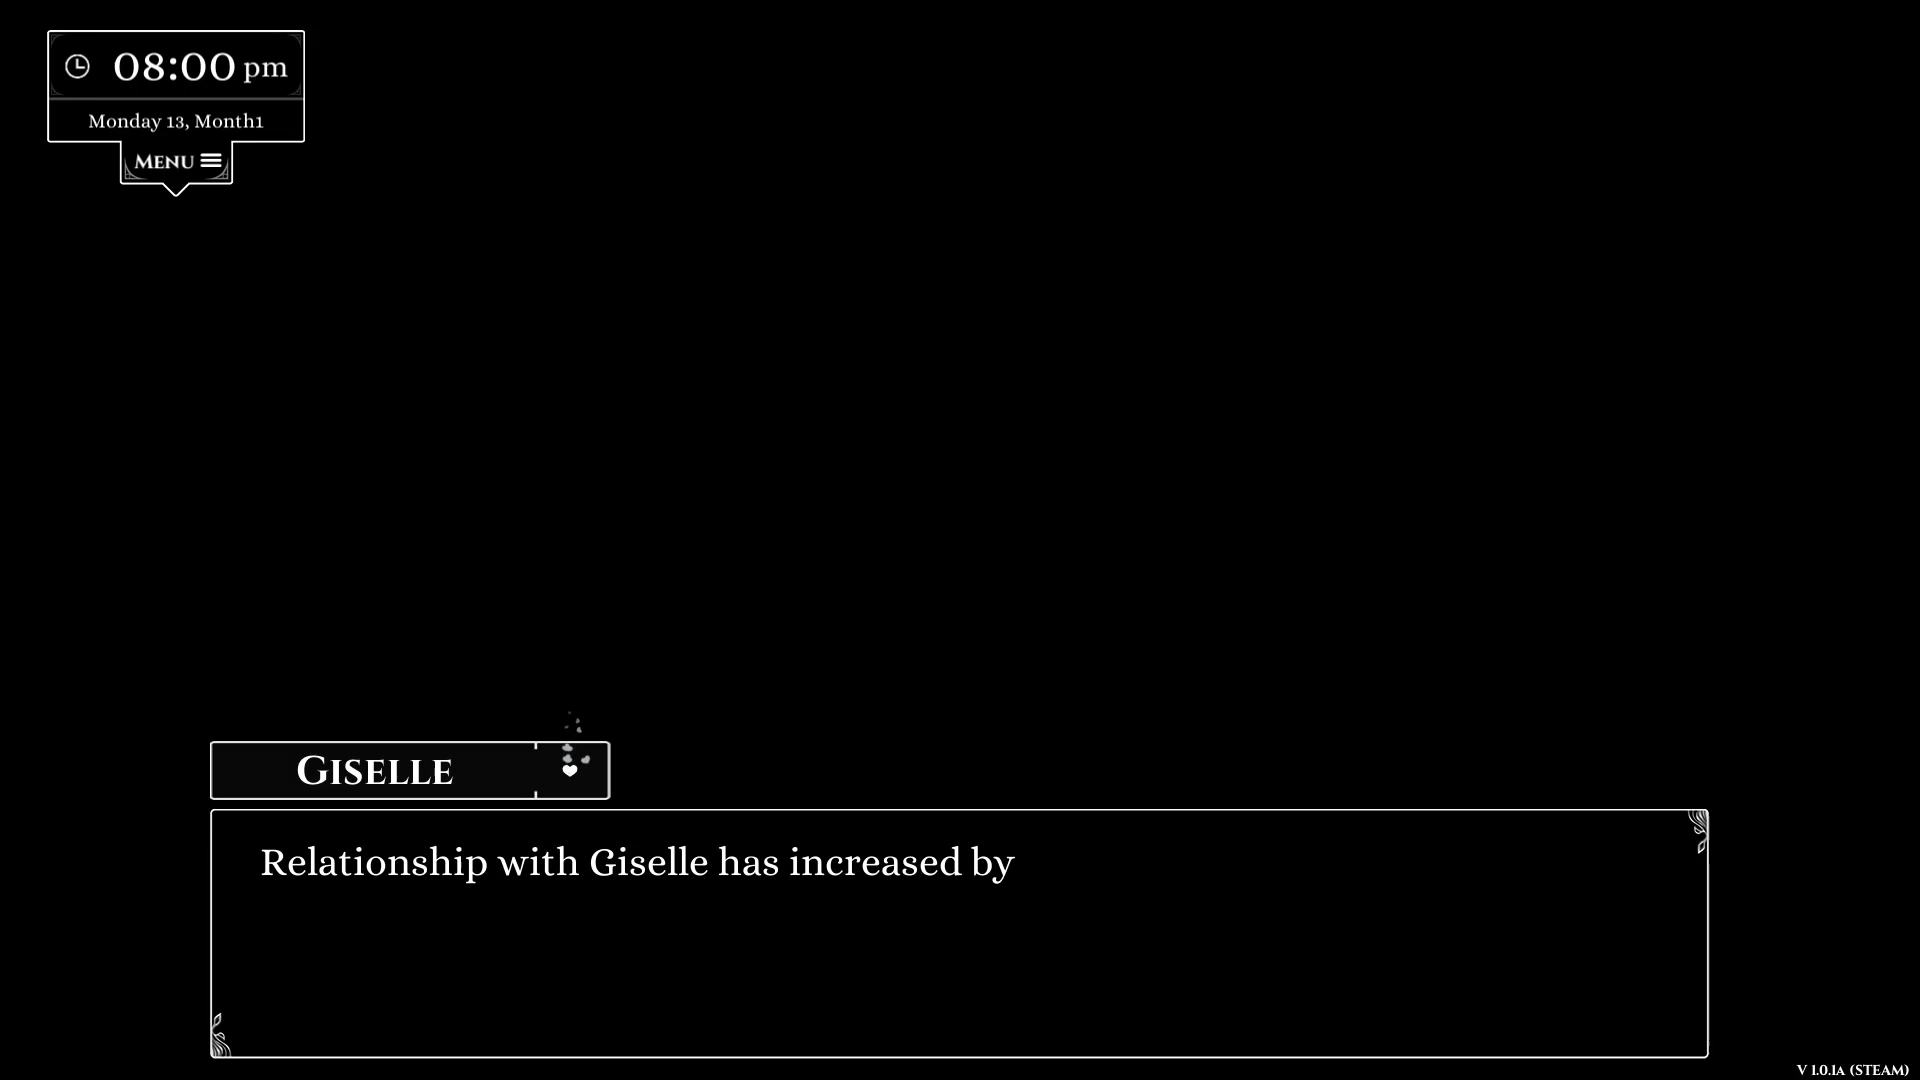 08:00 pm
Monday 13, Month1
MENU
GISELLE
Relationship with Giselle has increased by
V 1.0.1A (STEAM)